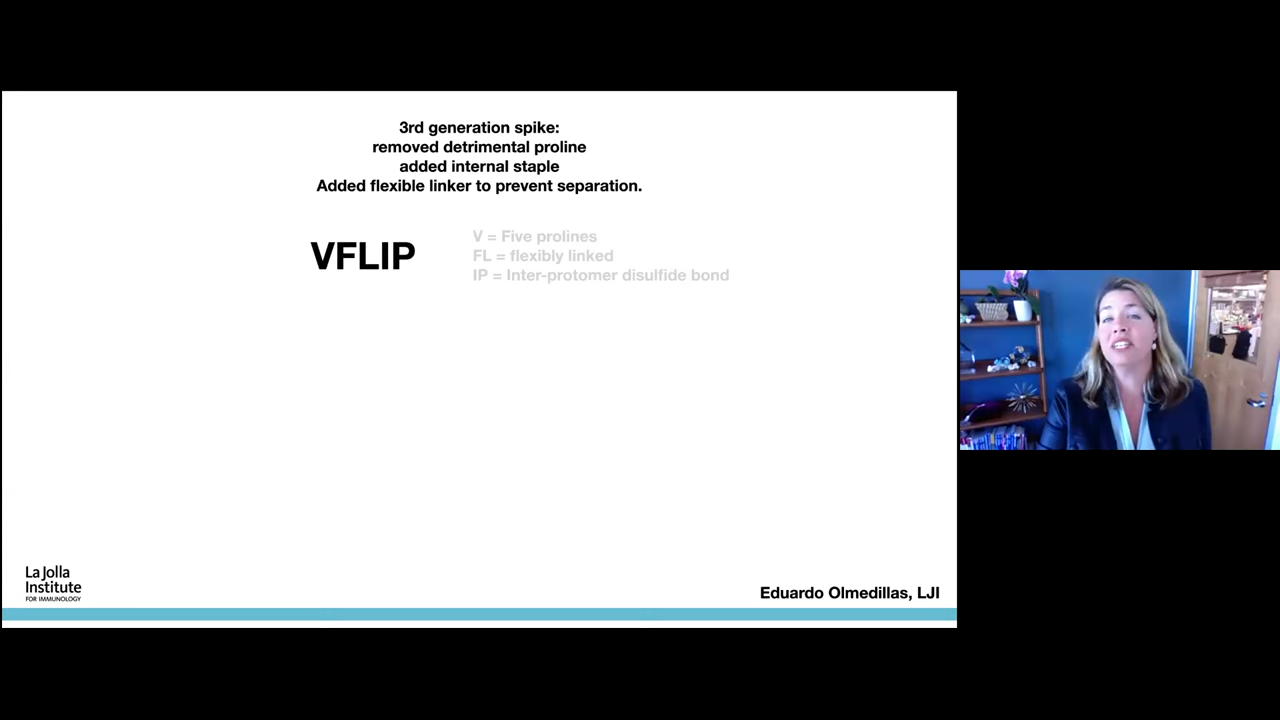 3rd generation spike:
removed detrimental proline
added internal staple
Added flexible linker to prevent separation.
VFLIP
V = Five prolines
FL = flexibly linked
IP = Inter-protomer disulfide bond
La Jolla
Institute
FOR IMMUNOLOGY
Eduardo Olmedillas, LJI